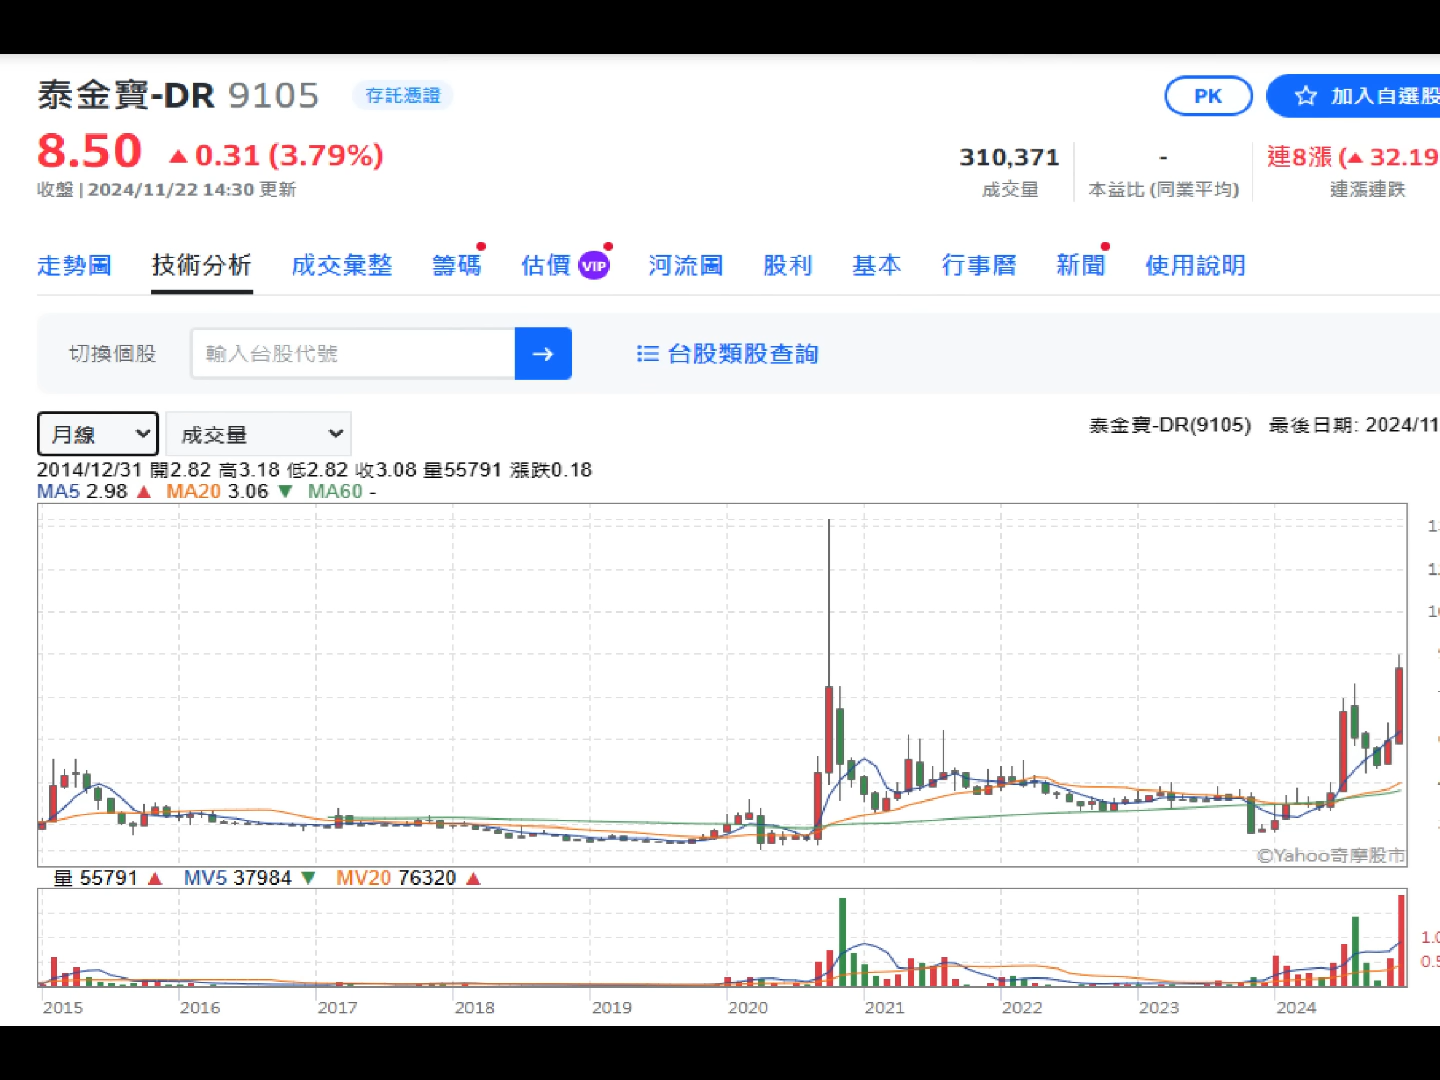 泰金寶-DR 9105 存託憑證
PK
加入自選股
8.50 ▲0.31 (3.79%)
收盤 | 2024/11/22 14:30 更新
310,371
成交量
-
本益比 (同業平均)
連8漲 (▲ 32.19
連漲連跌
走勢圖 技術分析 成交彙整 籌碼 估價 VIP 河流圖 股利 基本 行事曆 新聞 使用說明
切換個股 輸入台股代號 → 台股類股查詢
月線 成交量
泰金寶-DR(9105) 最後日期: 2024/11
2014/12/31 開2.82 高3.18 低2.82 收3.08 量55791 漲跌0.18
MA5 2.98 ▲ MA20 3.06 ▼ MA60 -
©Yahoo奇摩股市
量 55791 ▲ MV5 37984 ▼ MV20 76320 ▲
1.0
0.5
2015 2016 2017 2018 2019 2020 2021 2022 2023 2024